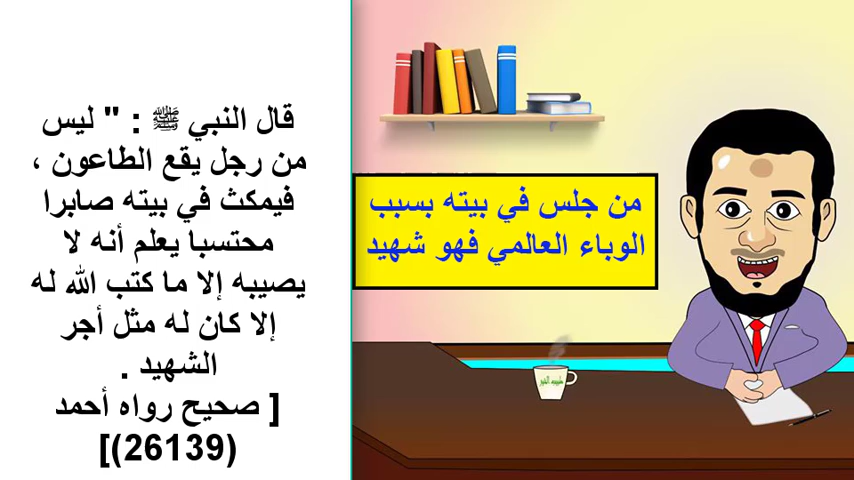 قال النبي ﷺ : " ليس
من رجل يقع الطاعون ،
فيمكث في بيته صابرا
محتسبا يعلم أنه لا
يصيبه إلا ما كتب الله له
إلا كان له مثل أجر
الشهيد .
[ صحيح رواه أحمد
(26139)]
من جلس في بيته بسبب
الوباء العالمي فهو شهيد